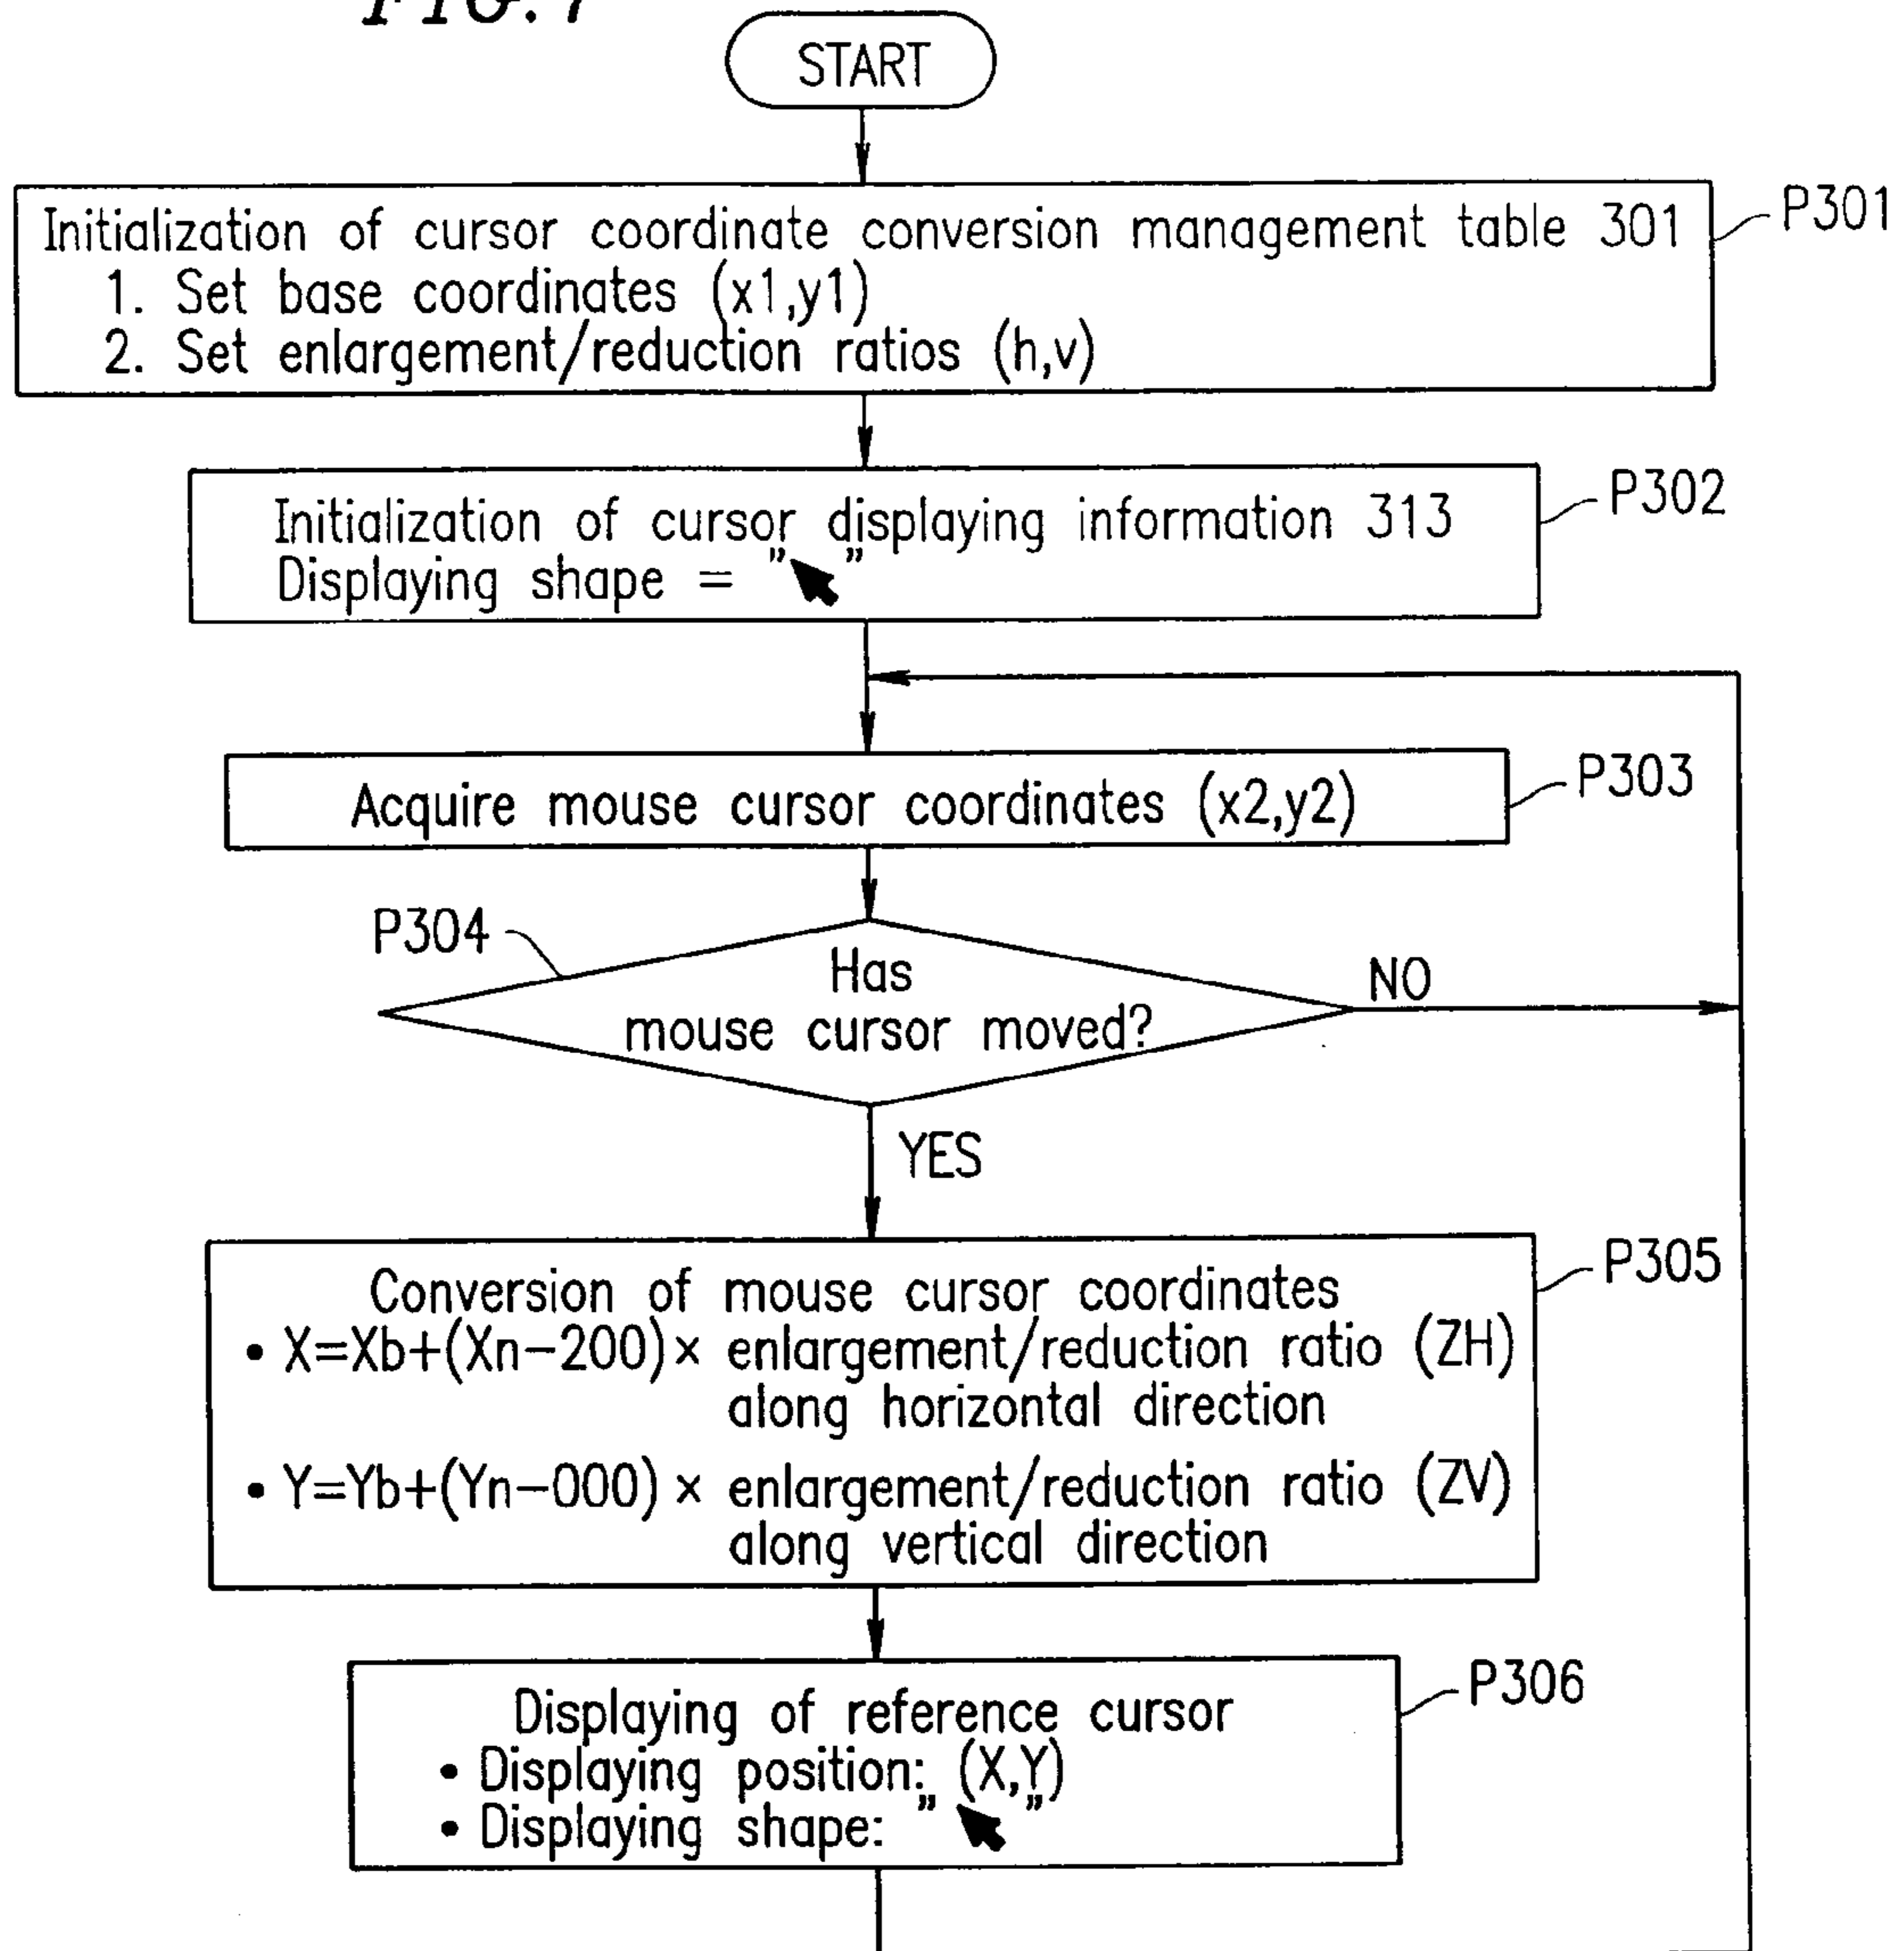 FIG. 7
START
Initialization of cursor coordinate conversion management table 301
1. Set base coordinates (x1,y1)
2. Set enlargement/reduction ratios (h,v)
P301
Initialization of cursor displaying information 313
Displaying shape = " "
P302
Acquire mouse cursor coordinates (x2,y2)
P303
P304
Has
mouse cursor moved?
NO
YES
P305
Conversion of mouse cursor coordinates
• X=Xb+(Xn−200)× enlargement/reduction ratio (ZH)
along horizontal direction
• Y=Yb+(Yn−000)× enlargement/reduction ratio (ZV)
along vertical direction
P306
Displaying of reference cursor
• Displaying position: (X,Y)
• Displaying shape: " "